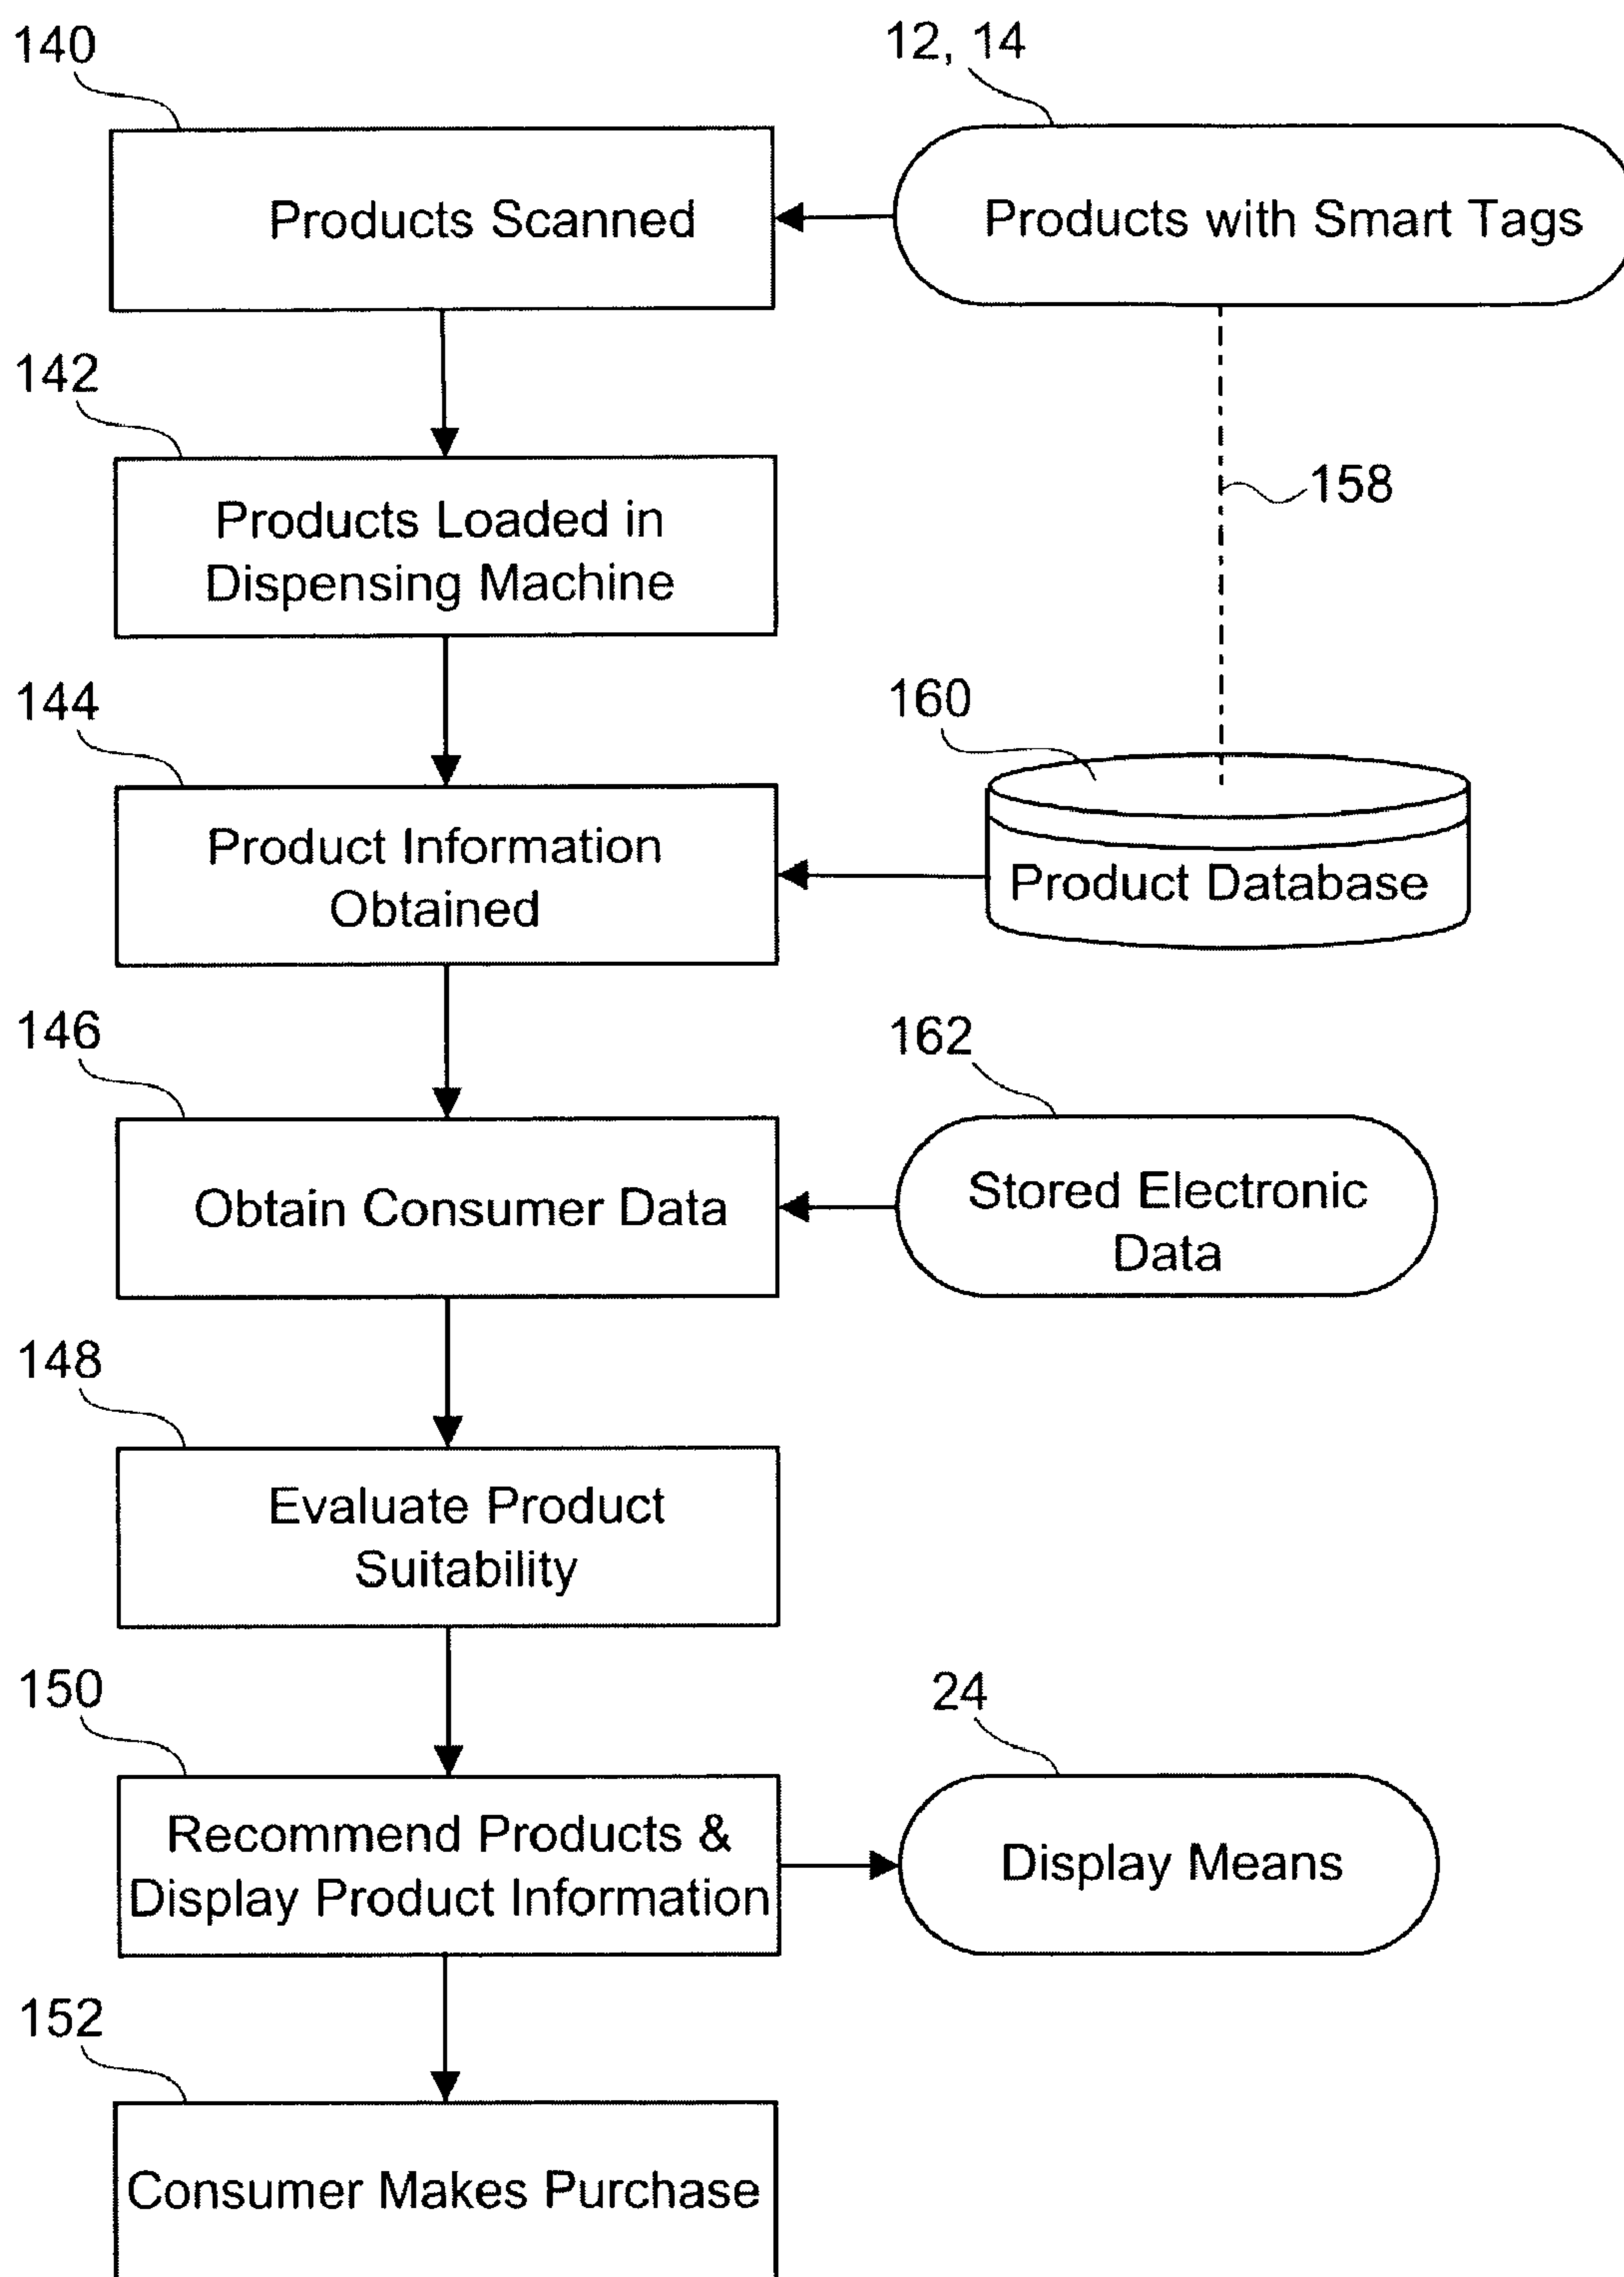 140
12, 14
Products Scanned
Products with Smart Tags
142
158
Products Loaded in
Dispensing Machine
144
160
Product Information
Obtained
Product Database
146
162
Obtain Consumer Data
Stored Electronic
Data
148
Evaluate Product
Suitability
150
24
Recommend Products &
Display Product Information
Display Means
152
Consumer Makes Purchase